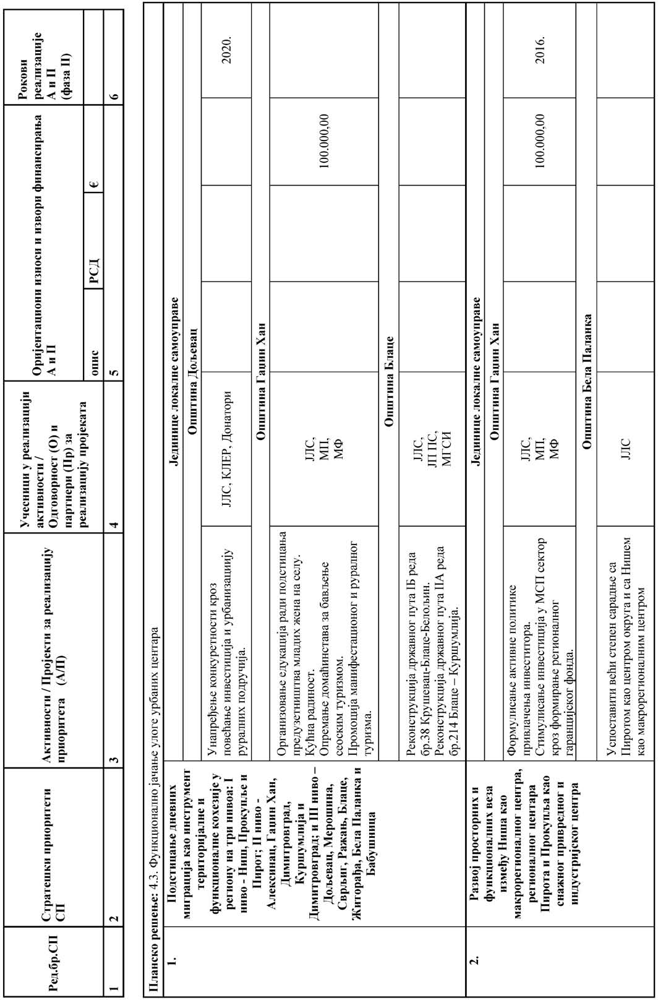 Ред.бр.СП
Стратешки приоритети
СП
Активности / Пројекти за реализацију
приоритета (А/П)
Учесници у реализацији
активности /
Одговорност (О) и
партнери (Пр) за
реализацију пројеката
Оријентациони износи и извори финансирања
А и П
Рокови
реализације
А и П
(фаза II)
опис
РСД
€
1
2
3
4
5
6
Планско решење: 4.3. Функционално јачање улоге урбаних центара
1.
Подстицање дневних
миграција као инструмент
територијалне и
функционалне кохезије у
региону на три нивоа: I
ниво - Ниш, Прокупље и
Пирот; II ниво -
Алексинац, Гаџин Хан,
Димитровград,
Куршумлија и
Димитровград; и III ниво –
Дољевац, Мерошина,
Сврљиг, Ражањ, Блаце,
Житорађа, Бела Паланка и
Бабушница
Јединице локалне самоуправе
Општина Дољевац
Унапређење конкуретности кроз
повећање инвестиција и урбанизацијиу
руралних подручија.
ЈЛС, КЛЕР, Донатори
2020.
Општина Гаџин Хан
Организовање едукација ради подстицања
предузетништва младих жена на селу.
Кућна радиност.
Опремање домаћинстава за бављење
сеоским туризмом.
Промоција манифестационог и руралног
туризма.
ЈЛС,
МП,
МФ
100.000,00
Општина Блаце
Реконструкција државног пута IБ реда
бр.38 Крушевац-Блаце-Белољин.
Реконструкција државног пута IIА реда
бр.214 Блаце – Куршумлија.
ЈЛС,
ЈП ПС,
МГСИ
2.
Развој просторних и
функционалних веза
између Ниша као
макрорегионалног центра,
регионалног центара
Пирота и Прокупља као
снажног привредног и
индустријског центра
Јединице локалне самоуправе
Општина Гаџин Хан
Формулисање активне политике
привлачења инвеститора.
Стимулисање инвестиција у МСП сектор
кроз формирање регионалног
гаранцијског фонда.
ЈЛС,
МП,
МФ
100.000,00
2016.
Општина Бела Паланка
Успоставити већи степен сарадње са
Пиротом као центром округа и са Нишем
као макрорегионалним центром
ЈЛС